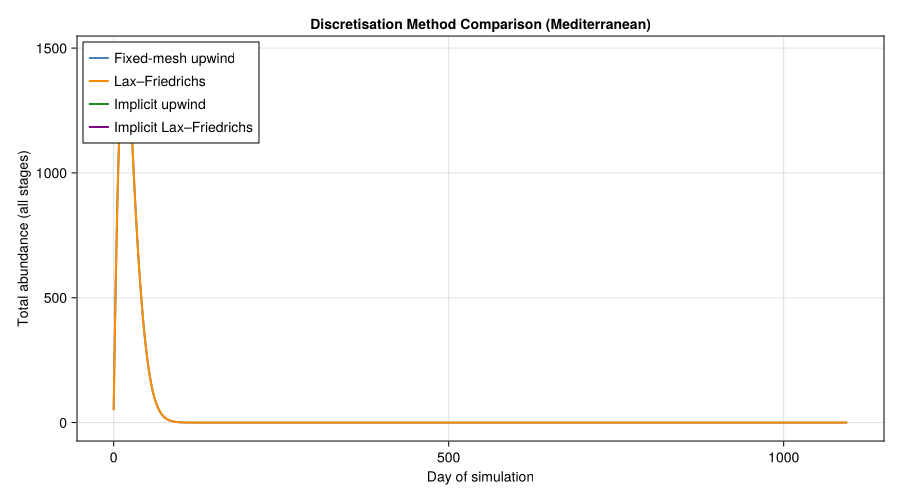 Discretisation Method Comparison (Mediterranean)
1500
1000
500
0
Total abundance (all stages)
Fixed-mesh upwind
Lax–Friedrichs
Implicit upwind
Implicit Lax–Friedrichs
0
500
1000
Day of simulation